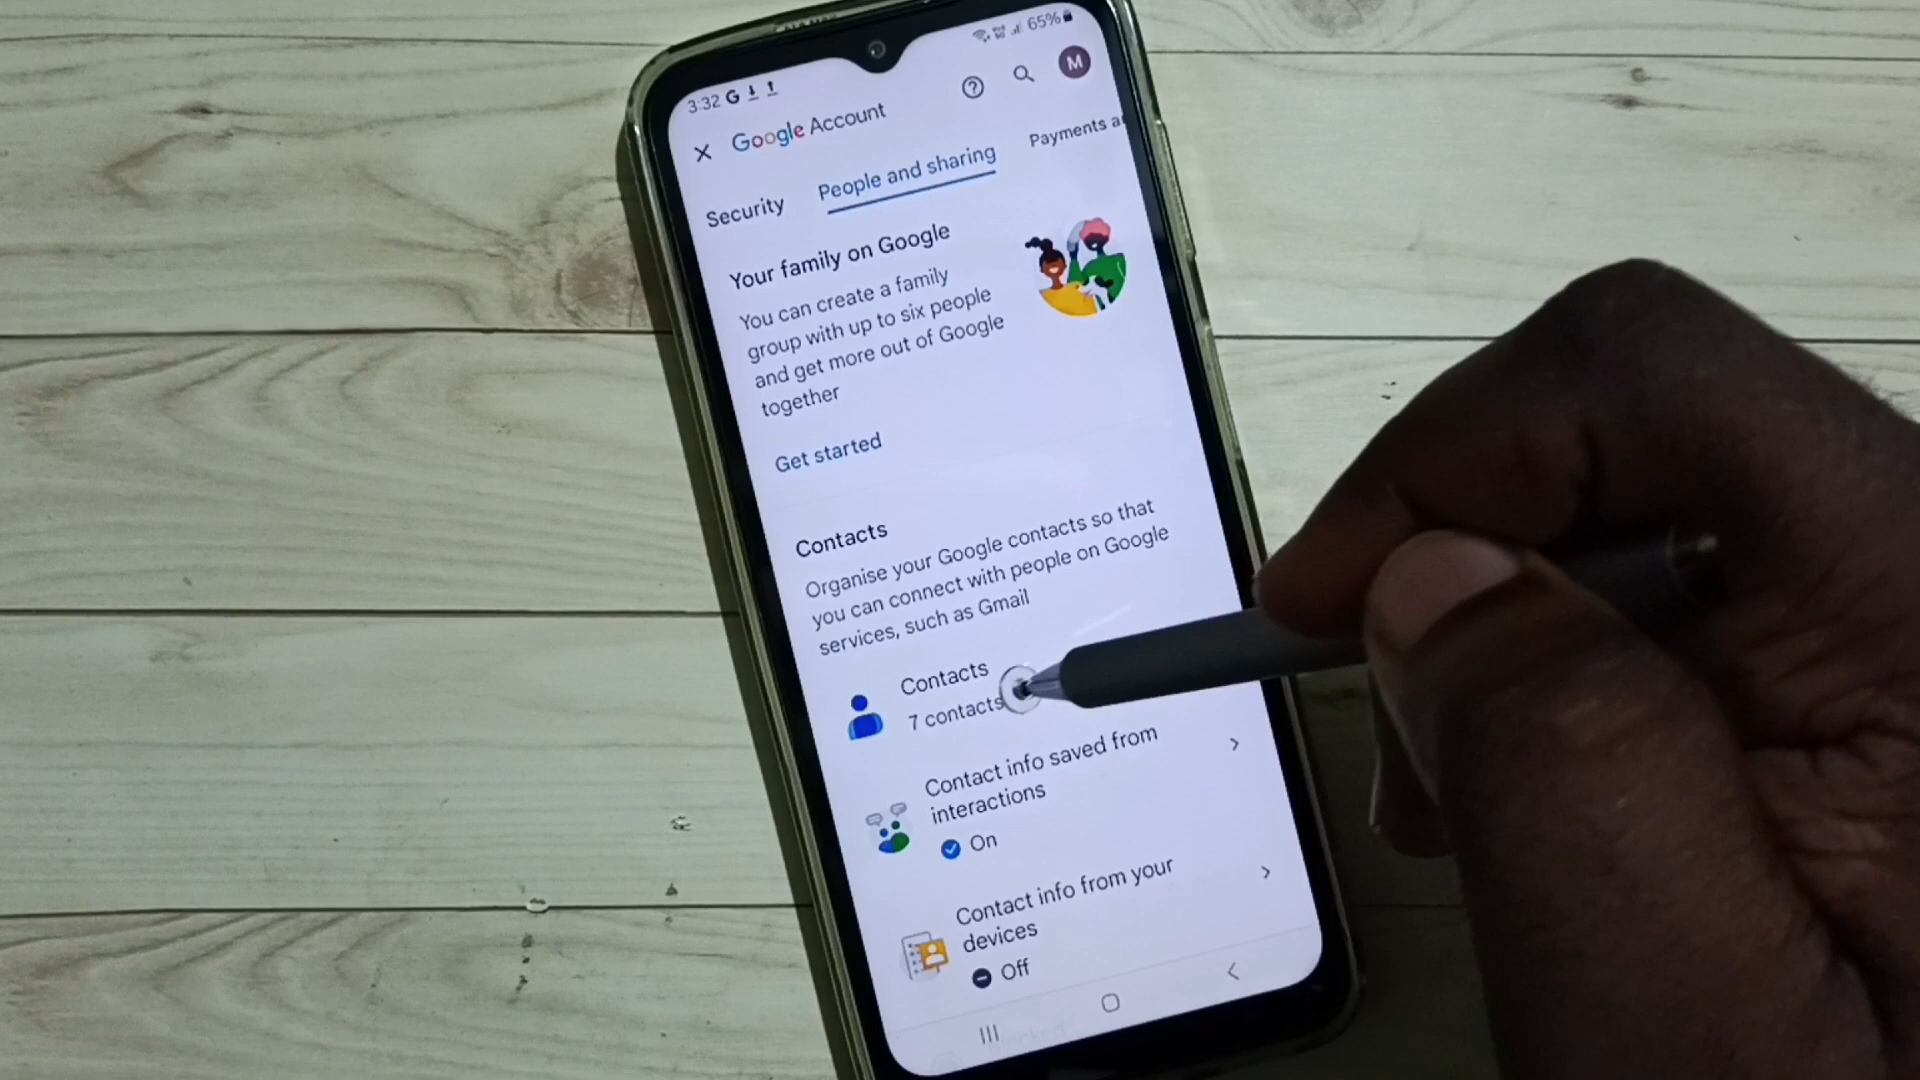 3:32 G 65%
Google Account
M
Security People and sharing Payments a
Your family on Google
You can create a family
group with up to six people
and get more out of Google
together
Get started
Contacts
Organise your Google contacts so that
you can connect with people on Google
services, such as Gmail
Contacts
7 contacts
Contact info saved from
interactions
On
Contact info from your
devices
Off